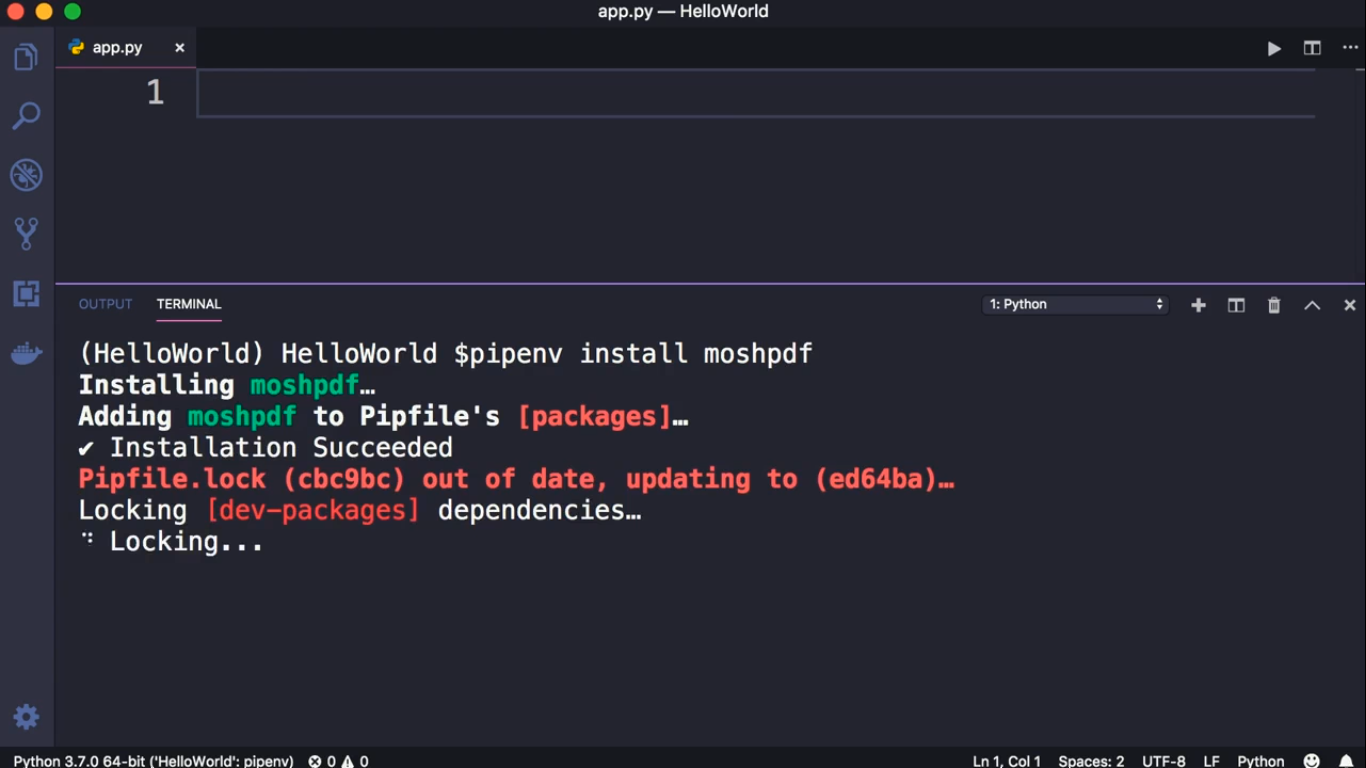 app.py — HelloWorld
app.py
1
OUTPUT TERMINAL 1: Python
(HelloWorld) HelloWorld $pipenv install moshpdf
Installing moshpdf…
Adding moshpdf to Pipfile's [packages]…
✔ Installation Succeeded
Pipfile.lock (cbc9bc) out of date, updating to (ed64ba)…
Locking [dev-packages] dependencies…
Locking...
Python 3.7.0 64-bit ('HelloWorld': pipenv) 0 0 Ln 1, Col 1 Spaces: 2 UTF-8 LF Python